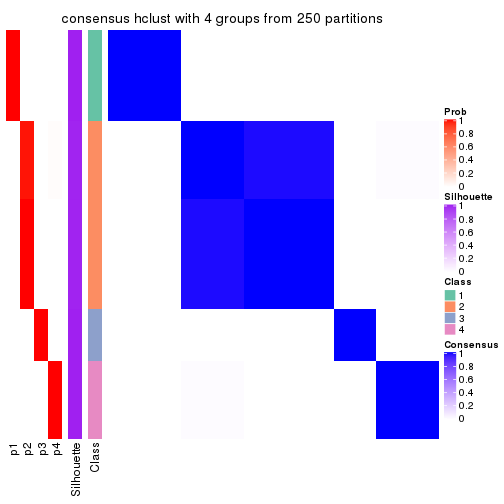 consensus hclust with 4 groups from 250 partitions
Prob
1
0.8
0.6
0.4
0.2
0
Silhouette
1
0.8
0.6
0.4
0.2
0
Class
1
2
3
4
Consensus
1
0.8
0.6
0.4
0.2
0
p1
p2
p3
p4
Silhouette
Class